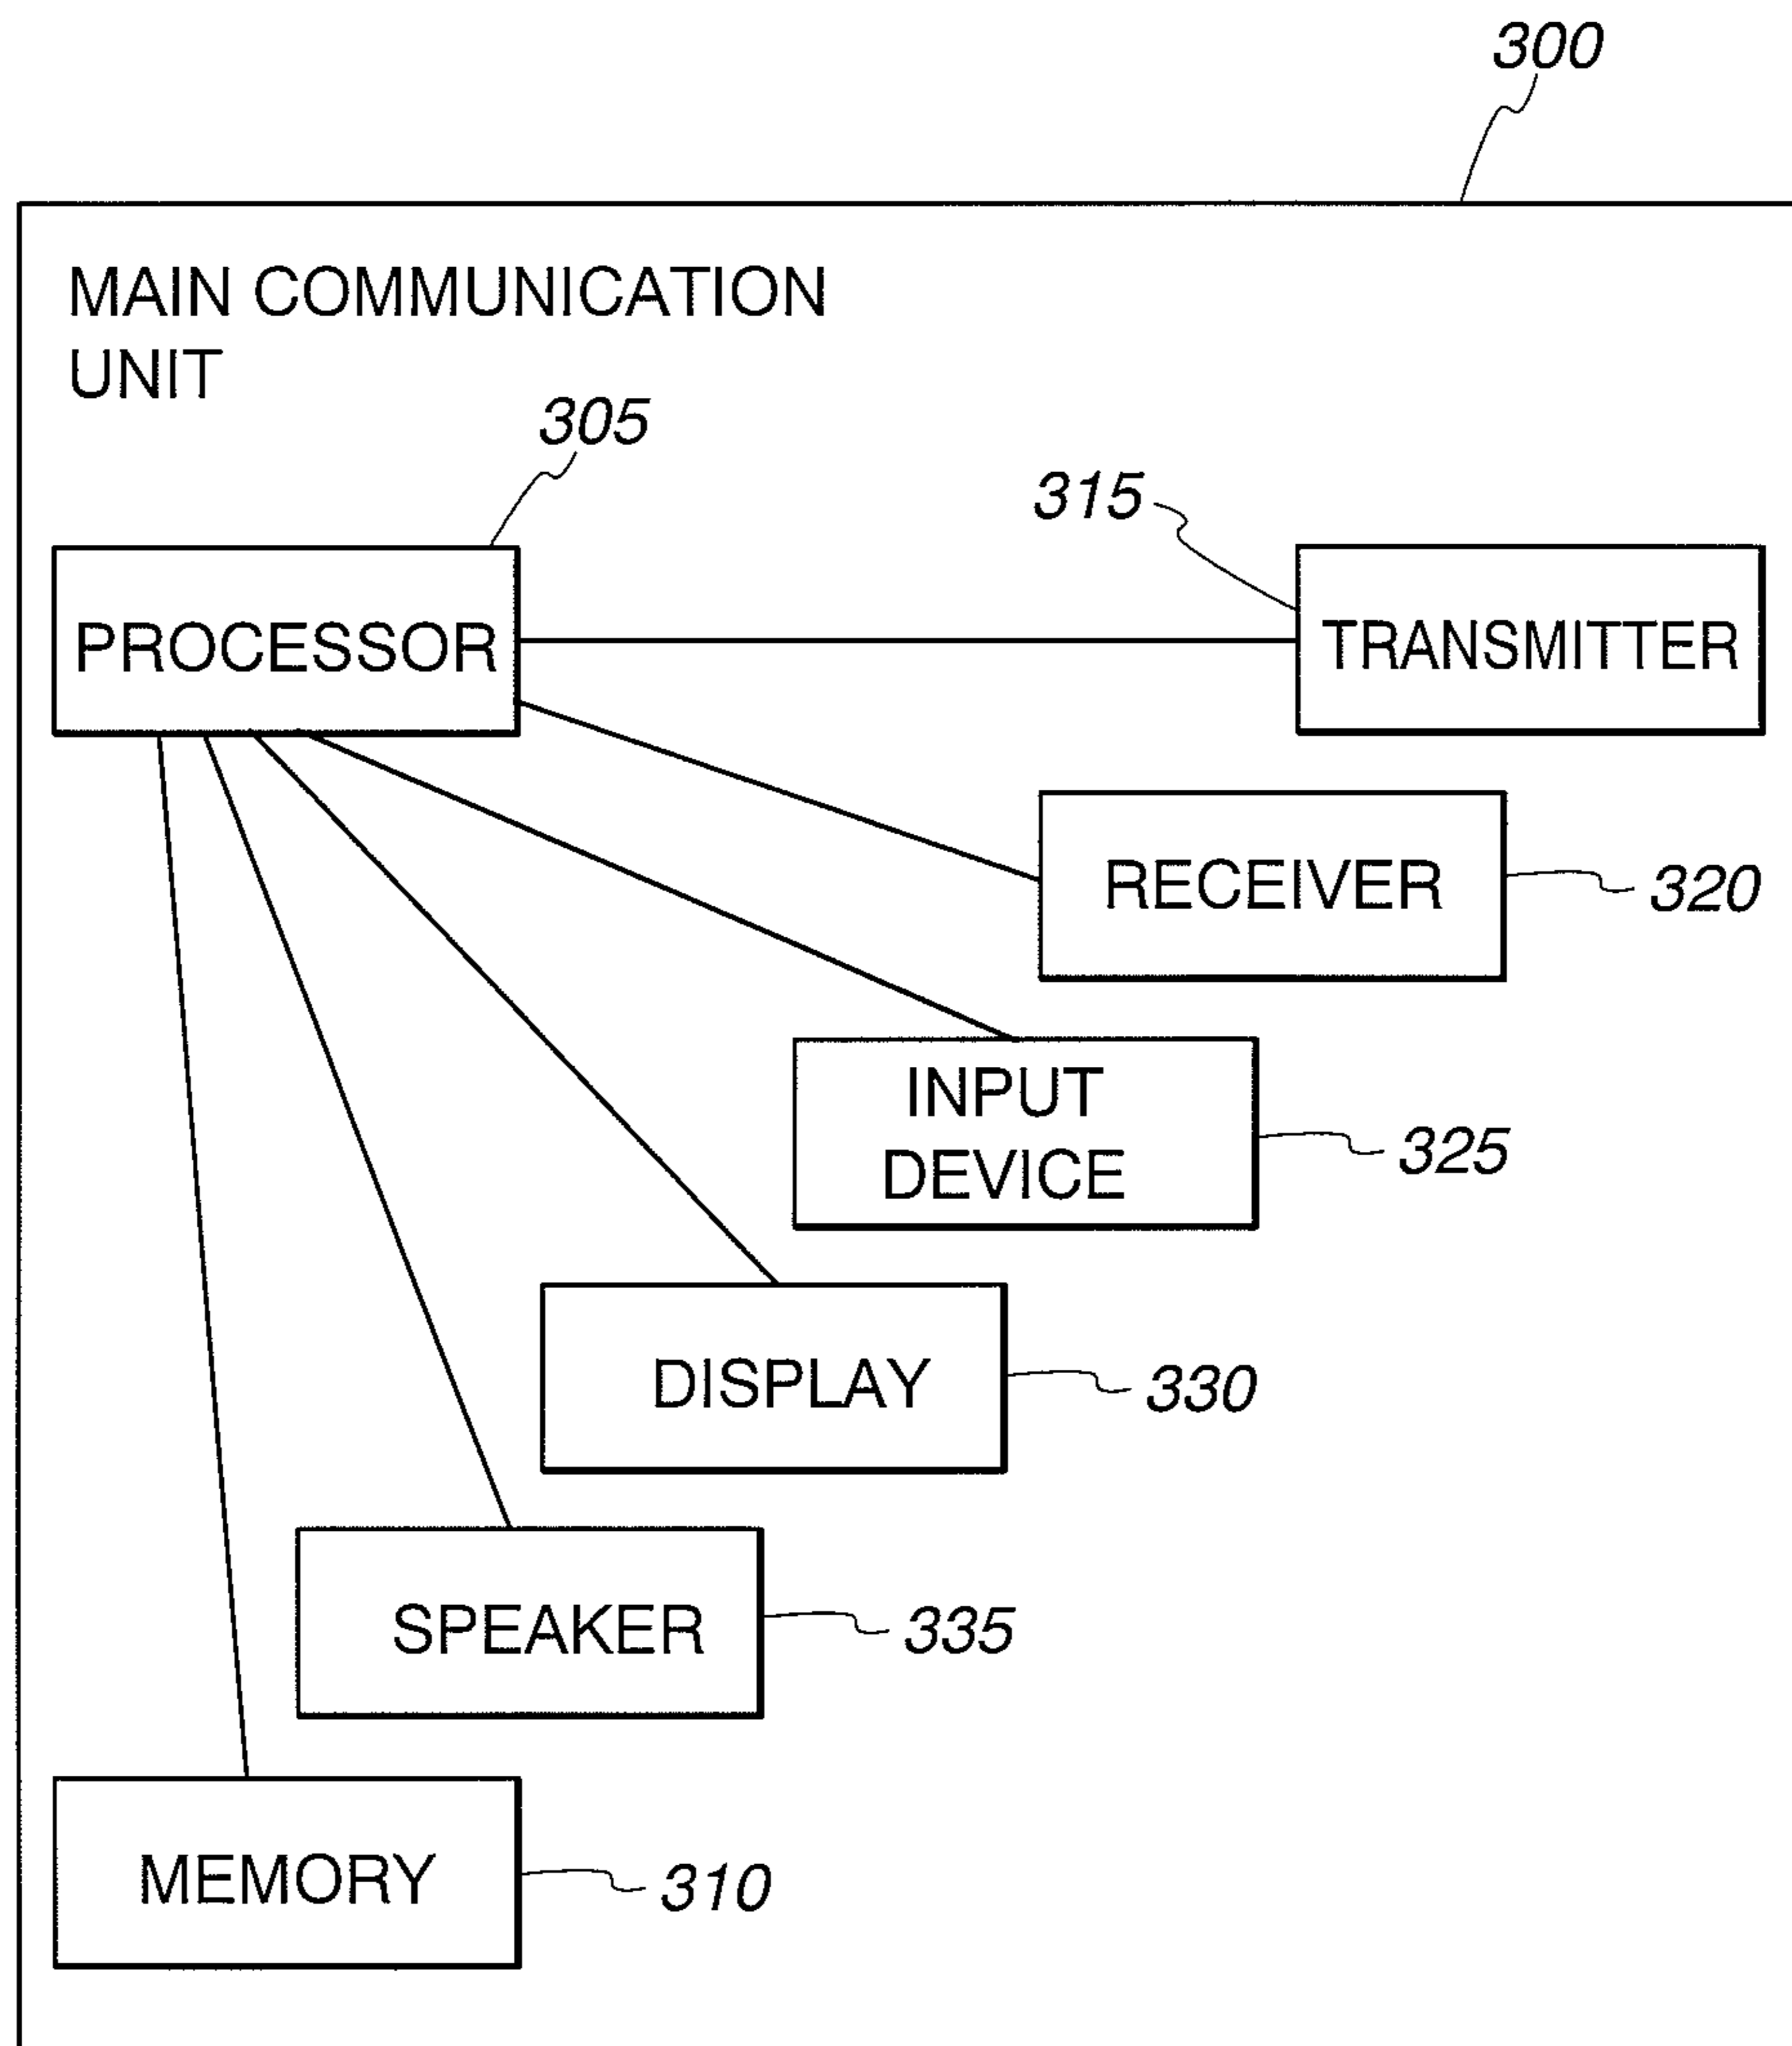 300
MAIN COMMUNICATION
UNIT
305
315
PROCESSOR
TRANSMITTER
RECEIVER
320
INPUT
DEVICE
325
DISPLAY
330
SPEAKER
335
MEMORY
310